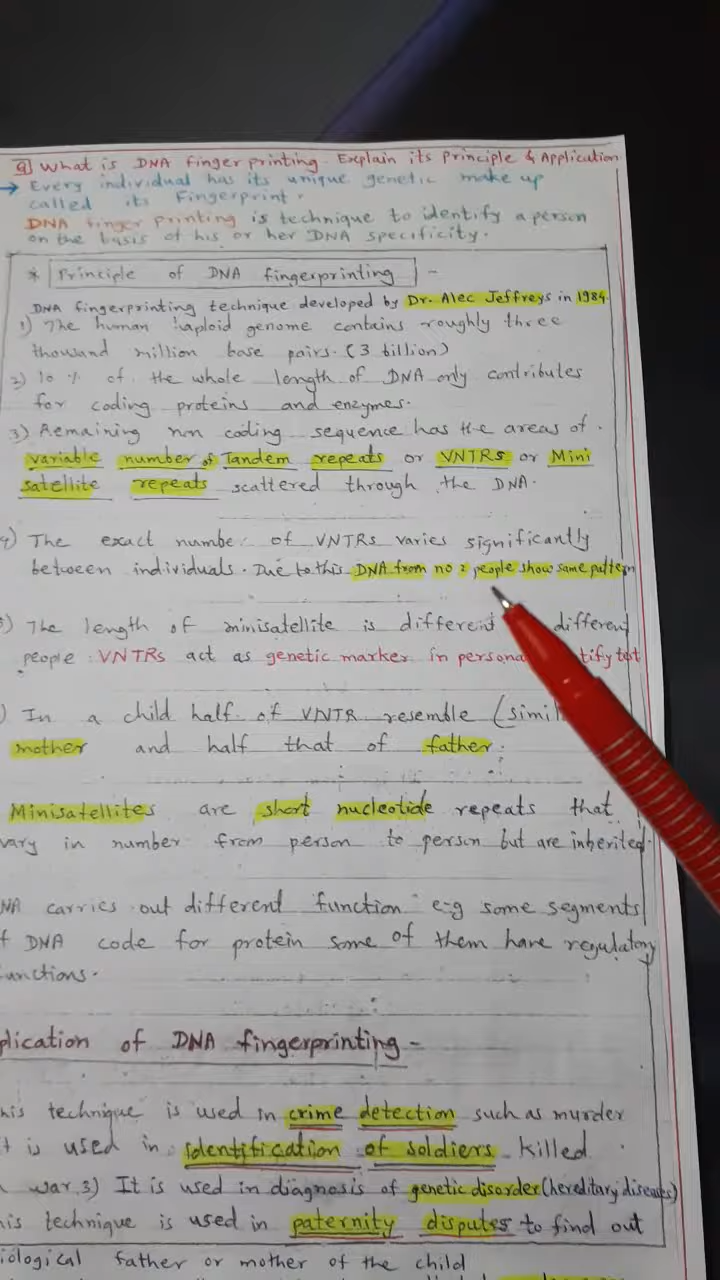 Q] What is DNA finger printing. Explain its Principle & Application
→ Every individual has its unique genetic make up
called its Fingerprint.
DNA finger printing is technique to identify a person
on the basis of his or her DNA specificity.
* Principle of DNA fingerprinting -
DNA fingerprinting technique developed by Dr. Alec Jeffreys in 1984.
1) The human haploid genome contains roughly three
thousand million base pairs. (3 billion)
2) 10 % of the whole length of DNA only contributes
for coding proteins and enzymes.
3) Remaining non coding sequence has the areas of
variable number of Tandem repeats or VNTRs or Mini
satellite repeats scattered through the DNA.
4) The exact number of VNTRs varies significantly
between individuals. Due to this DNA from no 2 people show same pattern
5) The length of minisatellite is different different
people. VNTRs act as genetic marker in persona tify test
) In a child half of VNTR resemble (simil
mother and half that of father.
Minisatellites are short nucleotide repeats that
vary in number from person to person but are inherited.
NA carries out different function e-g some segments
f DNA code for protein some of them have regulatory
unctions.
plication of DNA fingerprinting -
his technique is used in crime detection such as murder
t is used in identification of soldiers killed
war. 3) It is used in diagnosis of genetic disorder (hereditary diseases)
his technique is used in paternity disputes to find out
iological father or mother of the child